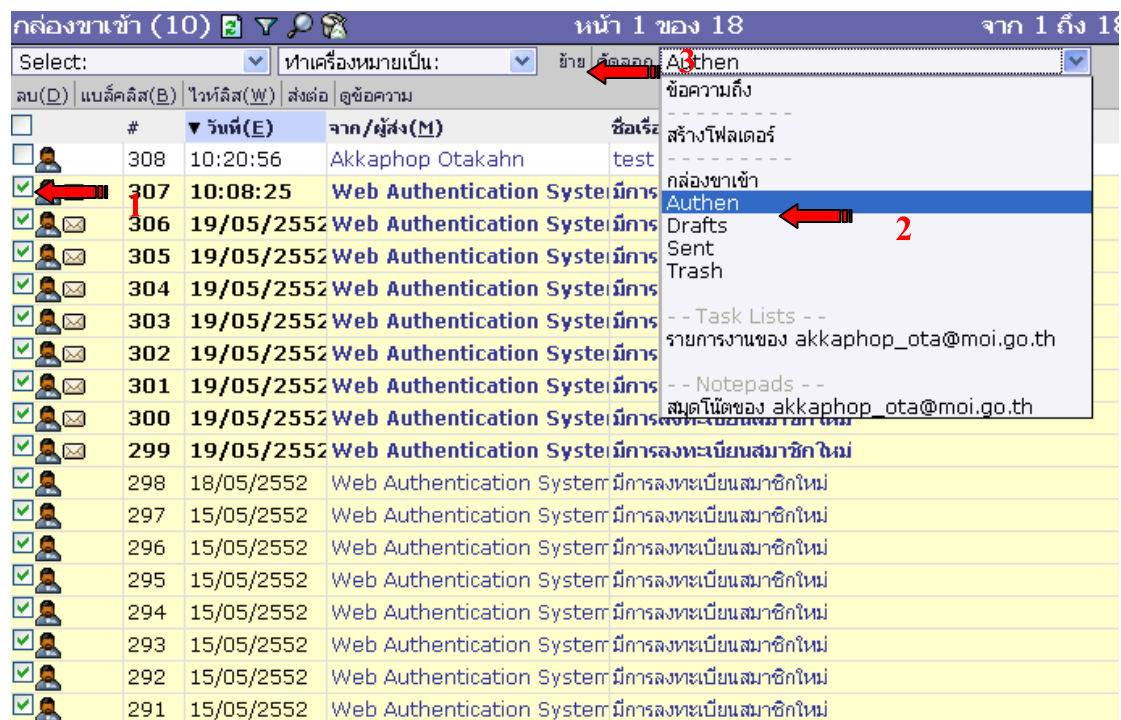 กล่องขาเข้า (10) หน้า 1 ของ 18 จาก 1 ถึง 18
Select: ทำเครื่องหมายเป็น: ย้าย คัดลอก Authen 3
ลบ(D) แบล็คลิส(B) ไวท์ลิส(W) ส่งต่อ ดูข้อความ
ข้อความถึง
- - - - - - - - - -
สร้างโฟลเดอร์
- - - - - - - - - -
กล่องขาเข้า
Authen
2
Drafts
Sent
Trash
- - Task Lists - -
รายการงานของ akkaphop_ota@moi.go.th
- - Notepads - -
สมุดโน๊ตของ akkaphop_ota@moi.go.th
# ▼ วันที่(E) จาก/ผู้ส่ง(M) ชื่อเรื่อ
308 10:20:56 Akkaphop Otakahn test
1
307 10:08:25 Web Authentication System มีการ
306 19/05/2552 Web Authentication System มีการ
305 19/05/2552 Web Authentication System มีการ
304 19/05/2552 Web Authentication System มีการ
303 19/05/2552 Web Authentication System มีการ
302 19/05/2552 Web Authentication System มีการ
301 19/05/2552 Web Authentication System มีการ
300 19/05/2552 Web Authentication System มีการลงทะเบียนสมาชิกใหม่
299 19/05/2552 Web Authentication System มีการลงทะเบียนสมาชิกใหม่
298 18/05/2552 Web Authentication System มีการลงทะเบียนสมาชิกใหม่
297 15/05/2552 Web Authentication System มีการลงทะเบียนสมาชิกใหม่
296 15/05/2552 Web Authentication System มีการลงทะเบียนสมาชิกใหม่
295 15/05/2552 Web Authentication System มีการลงทะเบียนสมาชิกใหม่
294 15/05/2552 Web Authentication System มีการลงทะเบียนสมาชิกใหม่
293 15/05/2552 Web Authentication System มีการลงทะเบียนสมาชิกใหม่
292 15/05/2552 Web Authentication System มีการลงทะเบียนสมาชิกใหม่
291 15/05/2552 Web Authentication System มีการลงทะเบียนสมาชิกใหม่